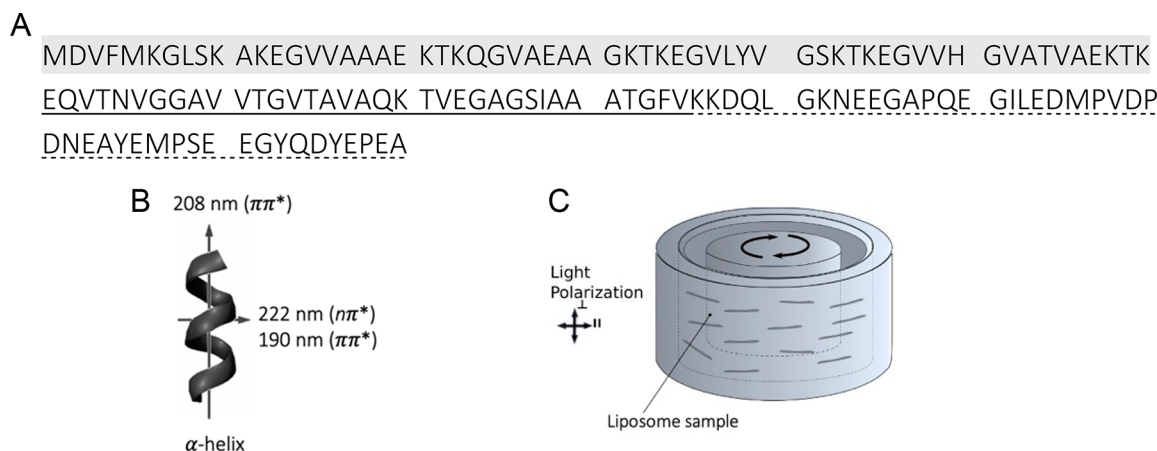 A
MDVFMKGLSK AKEGVVAAAE KTKQGVAEAA GKTKEGVLYV GSKTKEGVVH GVATVAEKTK
EQVTNVGGAV VTGVTAVAQK TVEGAGSIAA ATGFVKKDQL GKNEEGAPQE GILEDMPVDP
DNEAYEMPSE EGYQDYEPEA
B
208 nm (ππ*)
222 nm (nπ*)
190 nm (ππ*)
α-helix
C
Light
Polarization
⊥
II
Liposome sample